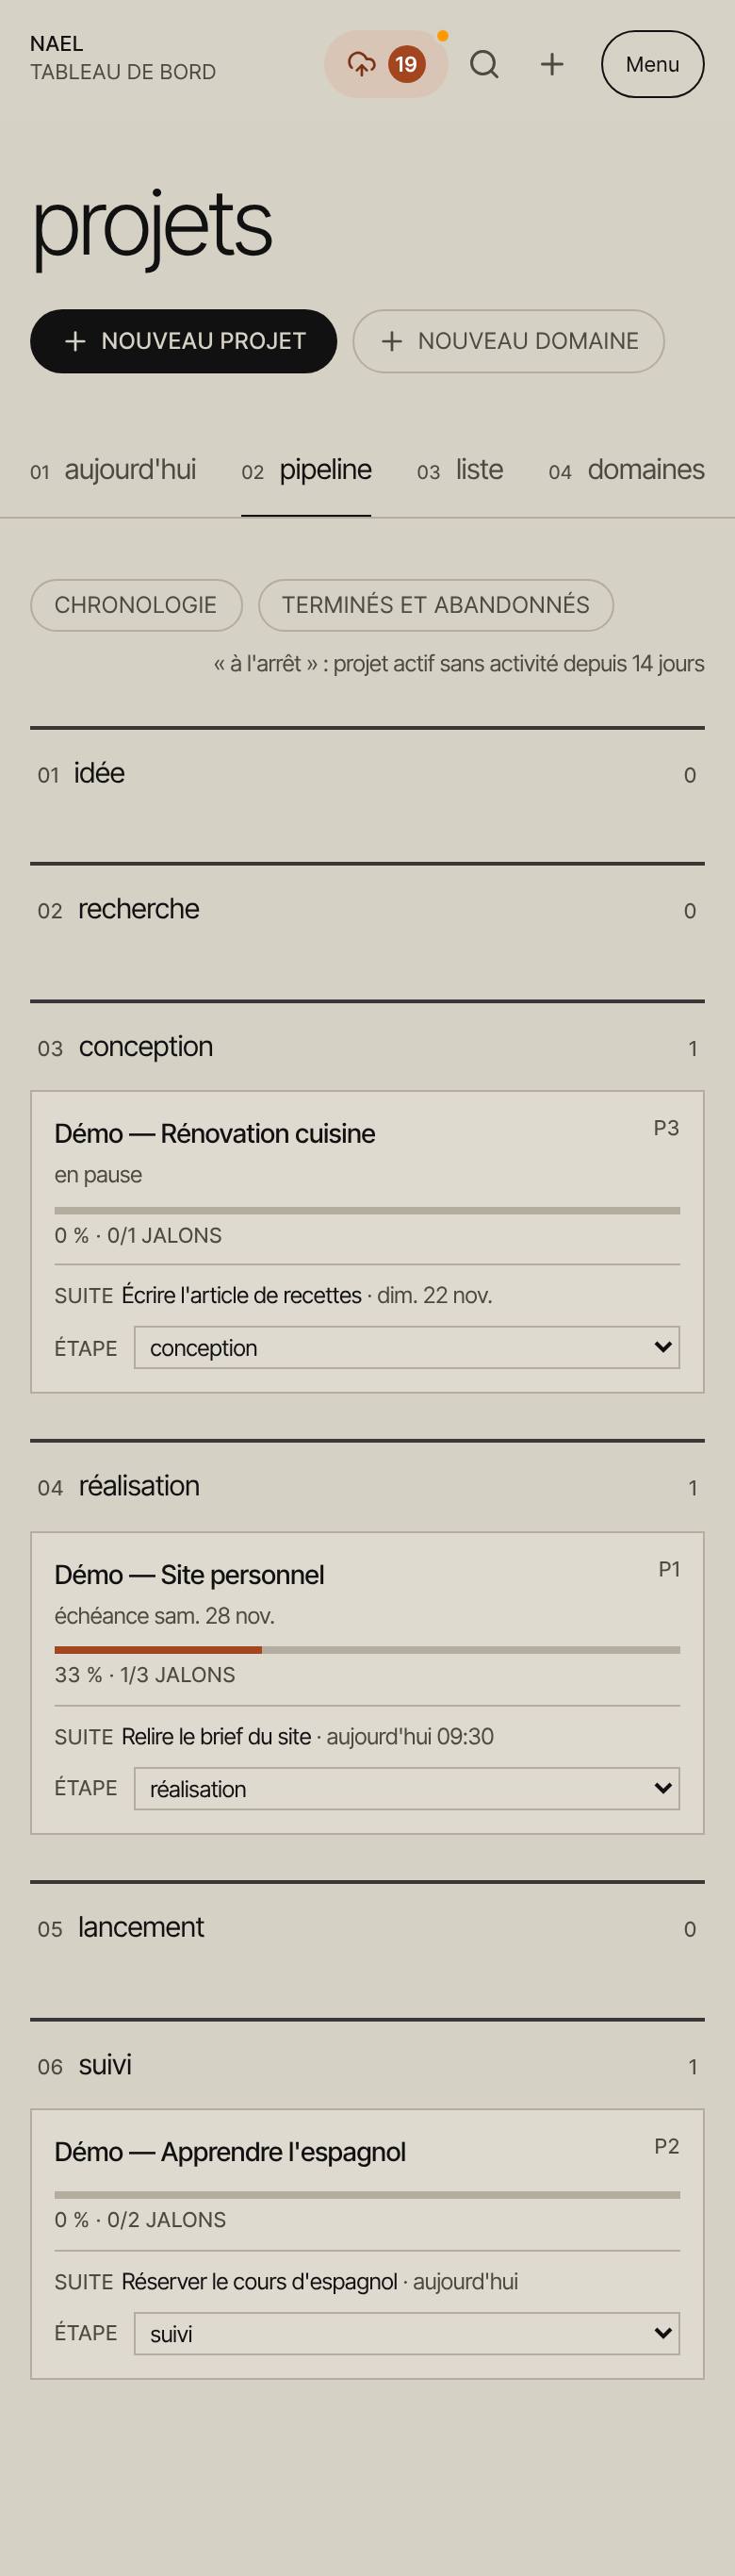 NAEL
TABLEAU DE BORD
19
Menu
projets
NOUVEAU PROJET
NOUVEAU DOMAINE
01 aujourd'hui 02 pipeline 03 liste 04 domaines
CHRONOLOGIE
TERMINÉS ET ABANDONNÉS
« à l'arrêt » : projet actif sans activité depuis 14 jours
01 idée 0
02 recherche 0
03 conception 1
Démo — Rénovation cuisine P3
en pause
0 % · 0/1 JALONS
SUITE Écrire l'article de recettes · dim. 22 nov.
ÉTAPE conception
04 réalisation 1
Démo — Site personnel P1
échéance sam. 28 nov.
33 % · 1/3 JALONS
SUITE Relire le brief du site · aujourd'hui 09:30
ÉTAPE réalisation
05 lancement 0
06 suivi 1
Démo — Apprendre l'espagnol P2
0 % · 0/2 JALONS
SUITE Réserver le cours d'espagnol · aujourd'hui
ÉTAPE suivi